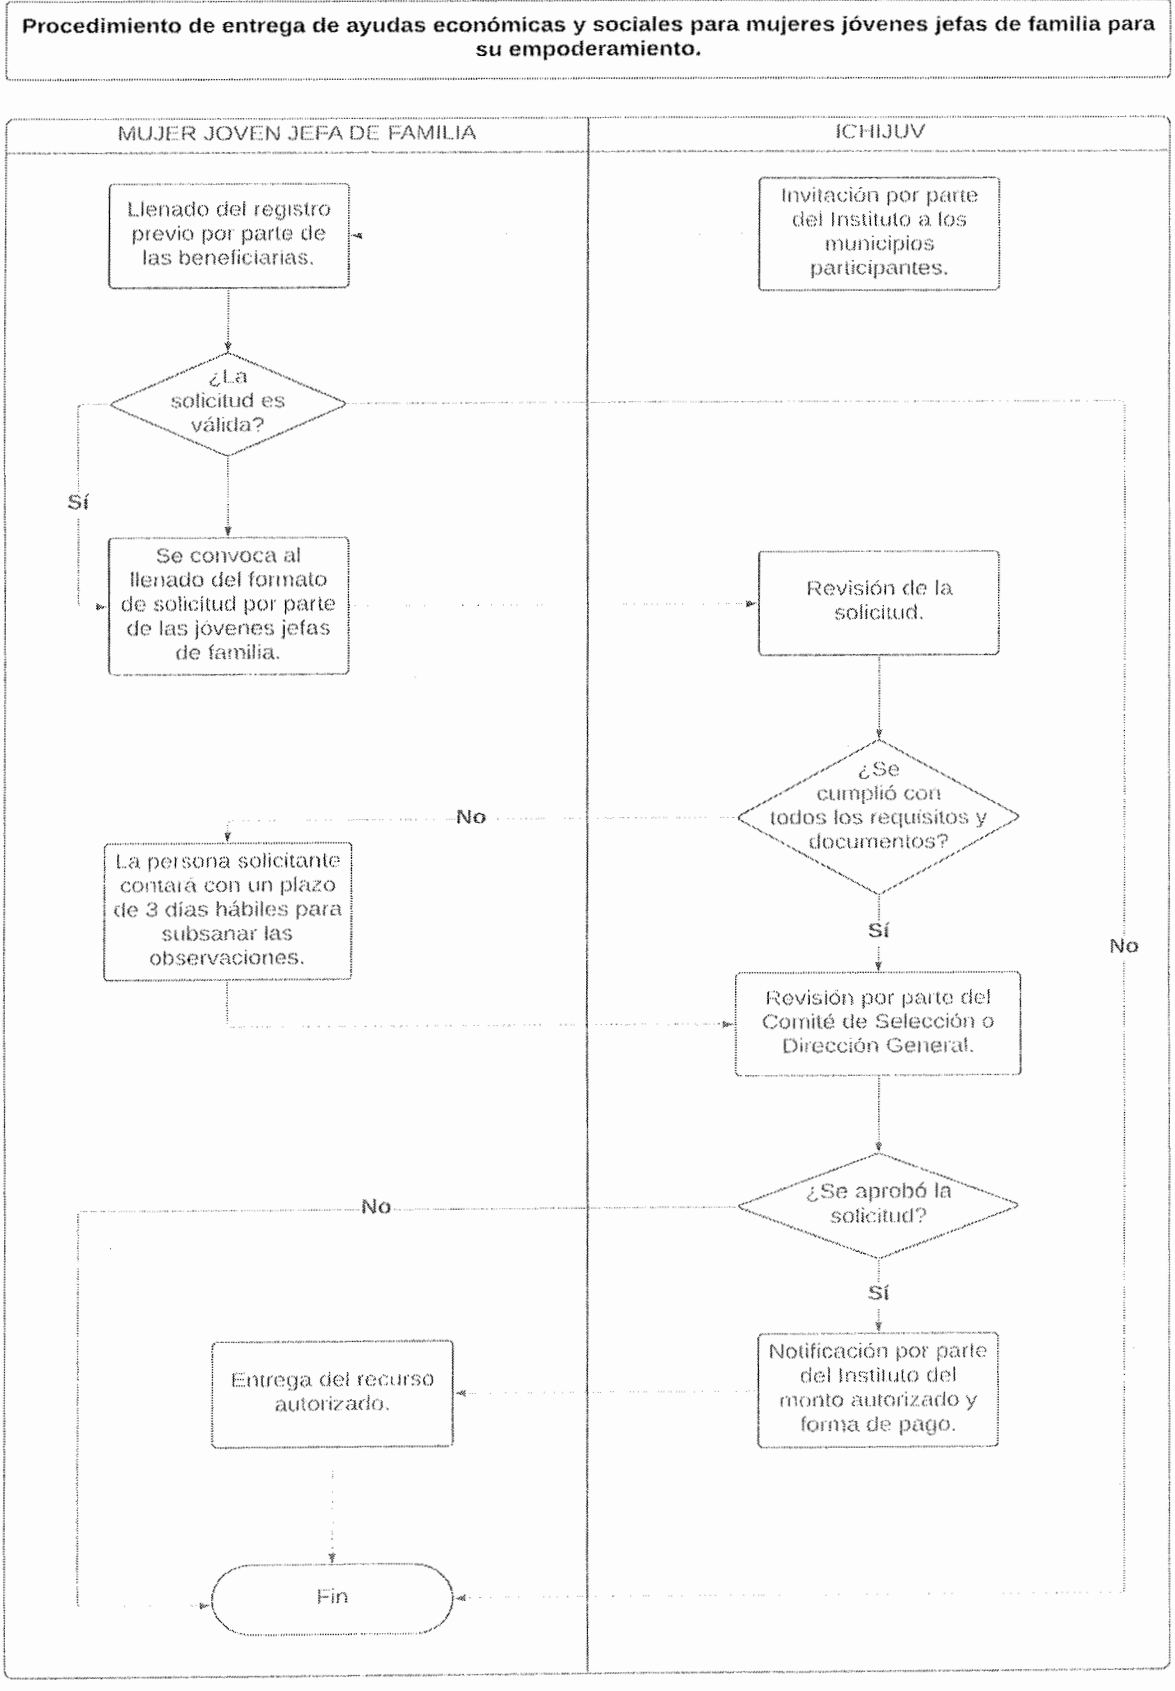 Procedimiento de entrega de ayudas económicas y sociales para mujeres jóvenes jefas de familia para
su empoderamiento.
MUJER JOVEN JEFA DE FAMILIA
ICHIJUV
Llenado del registro
previo por parte de
las beneficiarias.
Invitación por parte
del Instituto a los
municipios
participantes.
¿La
solicitud es
válida?
Sí
Se convoca al
llenado del formato
de solicitud por parte
de las jóvenes jefas
de familia.
Revisión de la
solicitud.
¿Se
cumplió con
todos los requisitos y
documentos?
No
La persona solicitante
contará con un plazo
de 3 días hábiles para
subsanar las
observaciones.
Sí
No
Revisión por parte del
Comité de Selección o
Dirección General.
¿Se aprobó la
solicitud?
No
Sí
Notificación por parte
del Instituto del
monto autorizado y
forma de pago.
Entrega del recurso
autorizado.
Fin